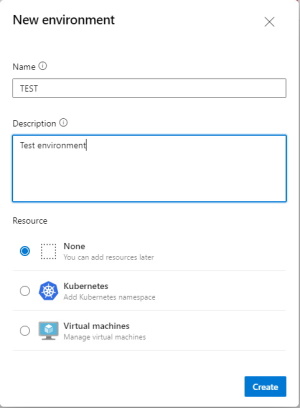 New environment
Name
TEST
Description
Test environment
Resource
None
You can add resources later
Kubernetes
Add Kubernetes namespace
Virtual machines
Manage virtual machines
Create